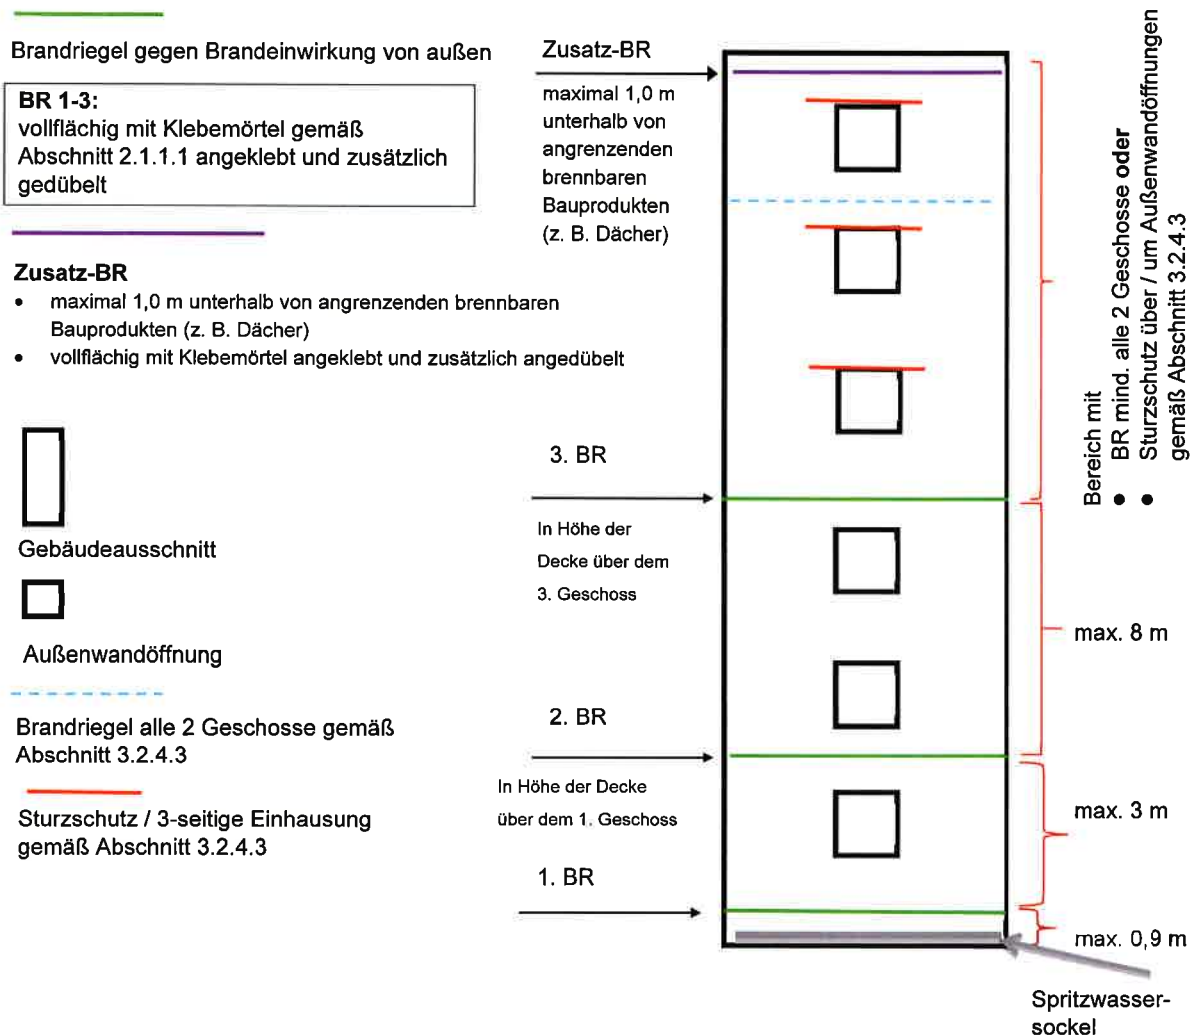 Brandriegel gegen Brandeinwirkung von außen
BR 1-3:
vollflächig mit Klebemörtel gemäß
Abschnitt 2.1.1.1 angeklebt und zusätzlich
gedübelt
Zusatz-BR
• maximal 1,0 m unterhalb von angrenzenden brennbaren
Bauprodukten (z. B. Dächer)
• vollflächig mit Klebemörtel angeklebt und zusätzlich angedübelt
Gebäudeausschnitt
Außenwandöffnung
Brandriegel alle 2 Geschosse gemäß
Abschnitt 3.2.4.3
Sturzschutz / 3-seitige Einhausung
gemäß Abschnitt 3.2.4.3
Zusatz-BR
maximal 1,0 m
unterhalb von
angrenzenden
brennbaren
Bauprodukten
(z. B. Dächer)
3. BR
In Höhe der
Decke über dem
3. Geschoss
2. BR
In Höhe der Decke
über dem 1. Geschoss
1. BR
Bereich mit
• BR mind. alle 2 Geschosse oder
• Sturzschutz über / um Außenwandöffnungen
gemäß Abschnitt 3.2.4.3
max. 8 m
max. 3 m
max. 0,9 m
Spritzwasser-
sockel